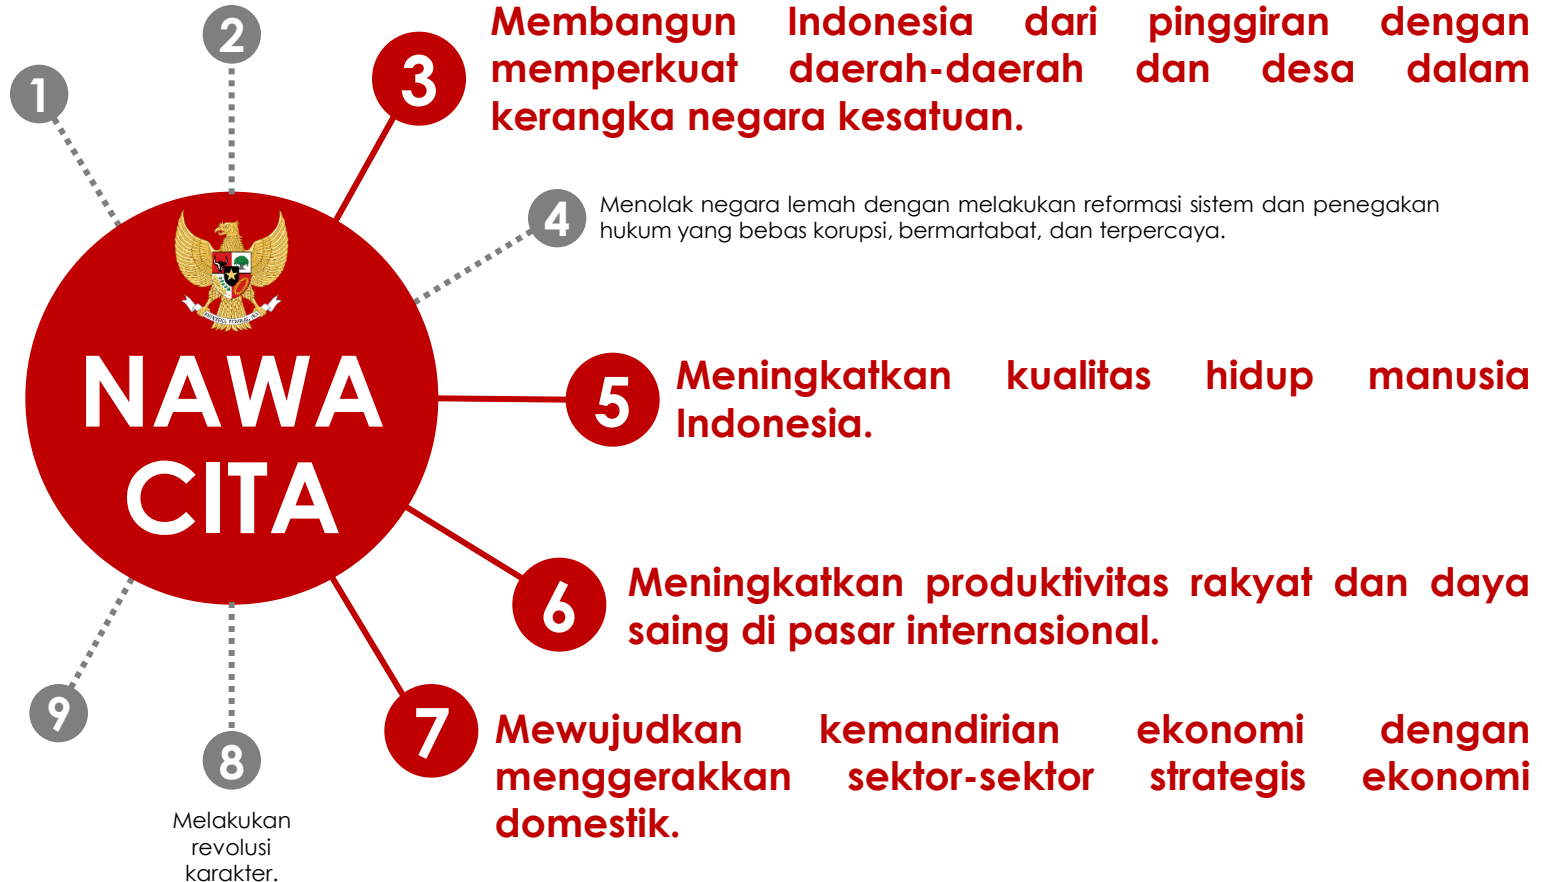 1
2
3
Membangun Indonesia dari pinggiran dengan
memperkuat daerah-daerah dan desa dalam
kerangka negara kesatuan.
4
Menolak negara lemah dengan melakukan reformasi sistem dan penegakan
hukum yang bebas korupsi, bermartabat, dan terpercaya.
NAWA
CITA
5
Meningkatkan kualitas hidup manusia
Indonesia.
6
Meningkatkan produktivitas rakyat dan daya
saing di pasar internasional.
7
Mewujudkan kemandirian ekonomi dengan
menggerakkan sektor-sektor strategis ekonomi
domestik.
9
8
Melakukan
revolusi
karakter.